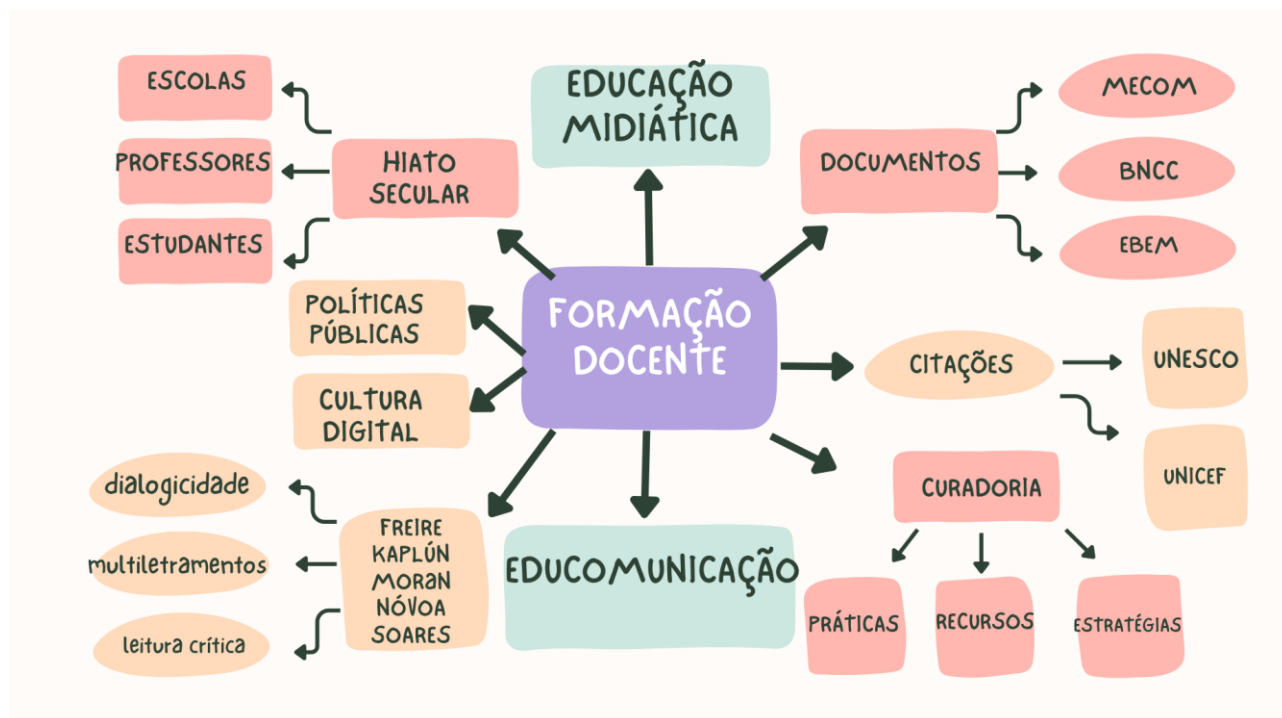 EDUCAÇÃO
MIDIÁTICA
ESCOLAS
PROFESSORES
ESTUDANTES
HIATO
SECULAR
DOCUMENTOS
MECOM
BNCC
EBEM
FORMAÇÃO
DOCENTE
POLÍTICAS
PÚBLICAS
CULTURA
DIGITAL
CITAÇÕES
UNESCO
UNICEF
dialogicidade
multiletramentos
leitura crítica
FREIRE
KAPLÚN
MORAN
NÓVOA
SOARES
EDUCOMUNICAÇÃO
CURADORIA
PRÁTICAS
RECURSOS
ESTRATÉGIAS